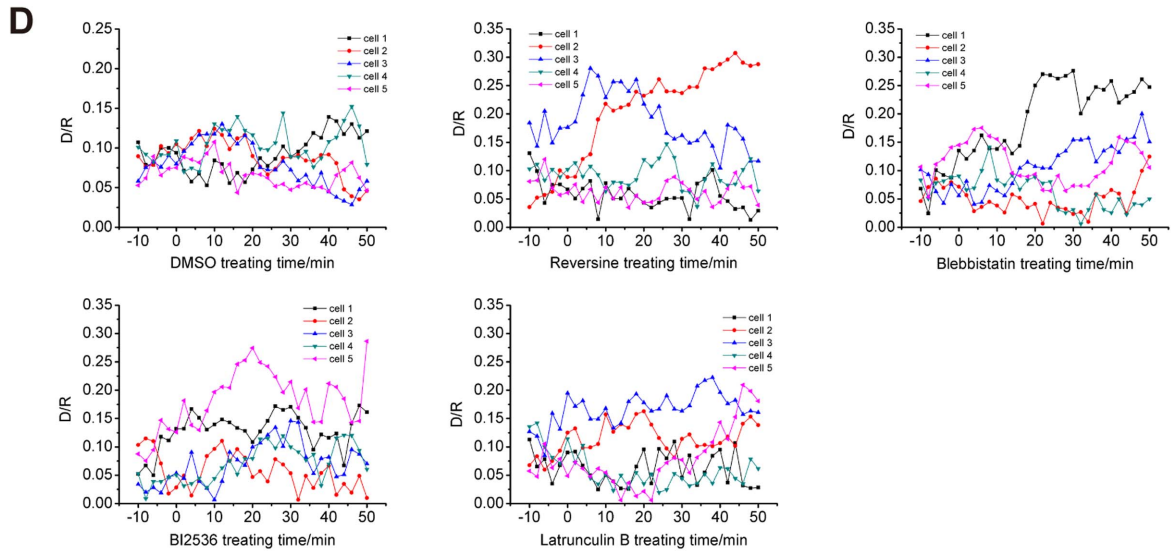 D
0.25
0.20
0.15
0.10
0.05
0.00
D/R
cell 1
cell 2
cell 3
cell 4
cell 5
-10 0 10 20 30 40 50
DMSO treating time/min
0.35
0.30
0.25
0.20
0.15
0.10
0.05
0.00
D/R
cell 1
cell 2
cell 3
cell 4
cell 5
-10 0 10 20 30 40 50
Reversine treating time/min
0.35
0.30
0.25
0.20
0.15
0.10
0.05
0.00
D/R
cell 1
cell 2
cell 3
cell 4
cell 5
-10 0 10 20 30 40 50
Blebbistatin treating time/min
0.35
0.30
0.25
0.20
0.15
0.10
0.05
0.00
D/R
cell 1
cell 2
cell 3
cell 4
cell 5
-10 0 10 20 30 40 50
BI2536 treating time/min
0.35
0.30
0.25
0.20
0.15
0.10
0.05
0.00
D/R
cell 1
cell 2
cell 3
cell 4
cell 5
-10 0 10 20 30 40 50
Latrunculin B treating time/min